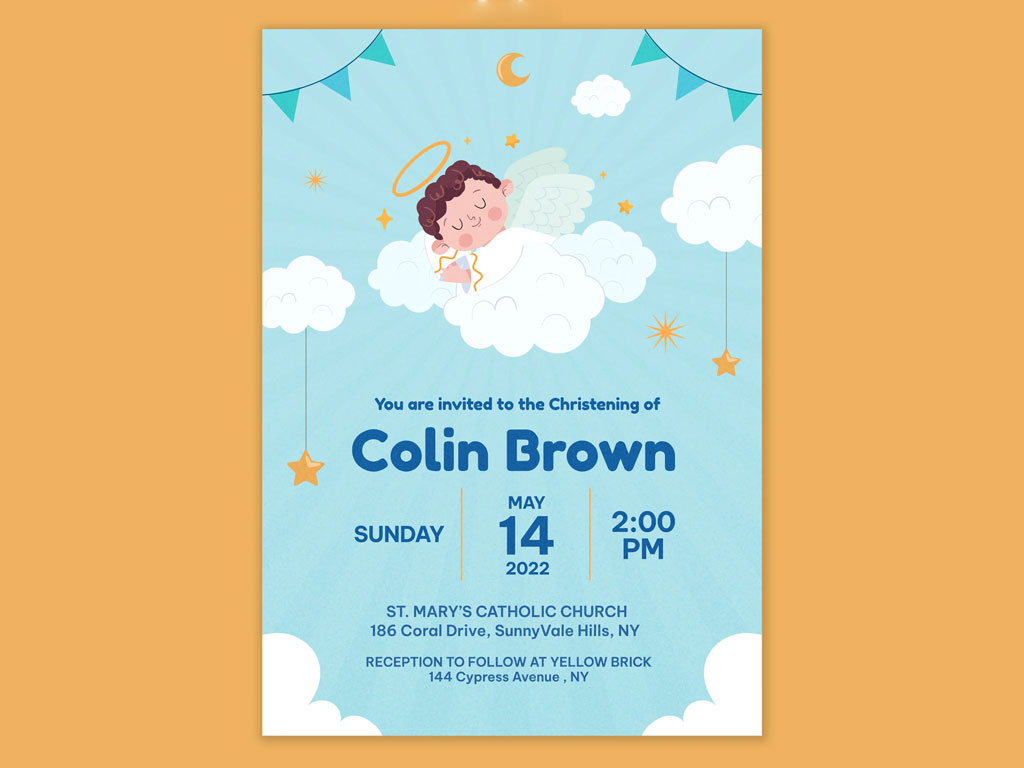 You are invited to the Christening of
Colin Brown
SUNDAY
MAY
14
2022
2:00
PM
ST. MARY'S CATHOLIC CHURCH
186 Coral Drive, SunnyVale Hills, NY
RECEPTION TO FOLLOW AT YELLOW BRICK
144 Cypress Avenue , NY